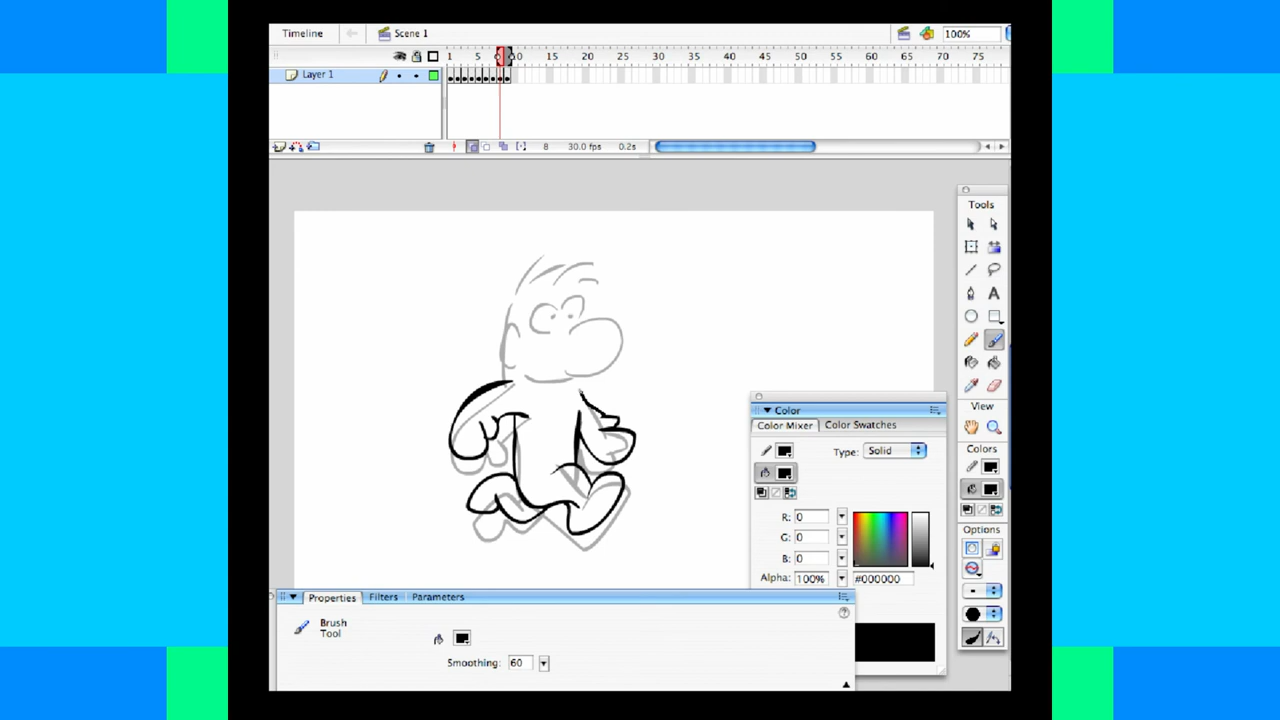 Timeline
Scene 1
100%
1 5 10 15 20 25 30 35 40 45 50 55 60 65 70 75
Layer 1
8 30.0 fps 0.2s
Tools
A
View
Colors
Options
Color
Color Mixer Color Swatches
Type: Solid
R: 0
G: 0
B: 0
Alpha: 100% #000000
Properties Filters Parameters
?
Brush
Tool
Smoothing: 60